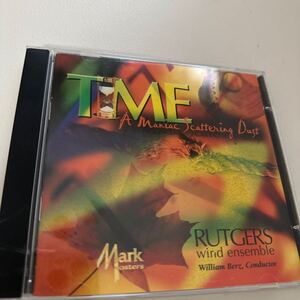 TIME
A Maniac Scattering Dust
RUTGERS
wind ensemble
William Berz, Conductor
Mark
Masters